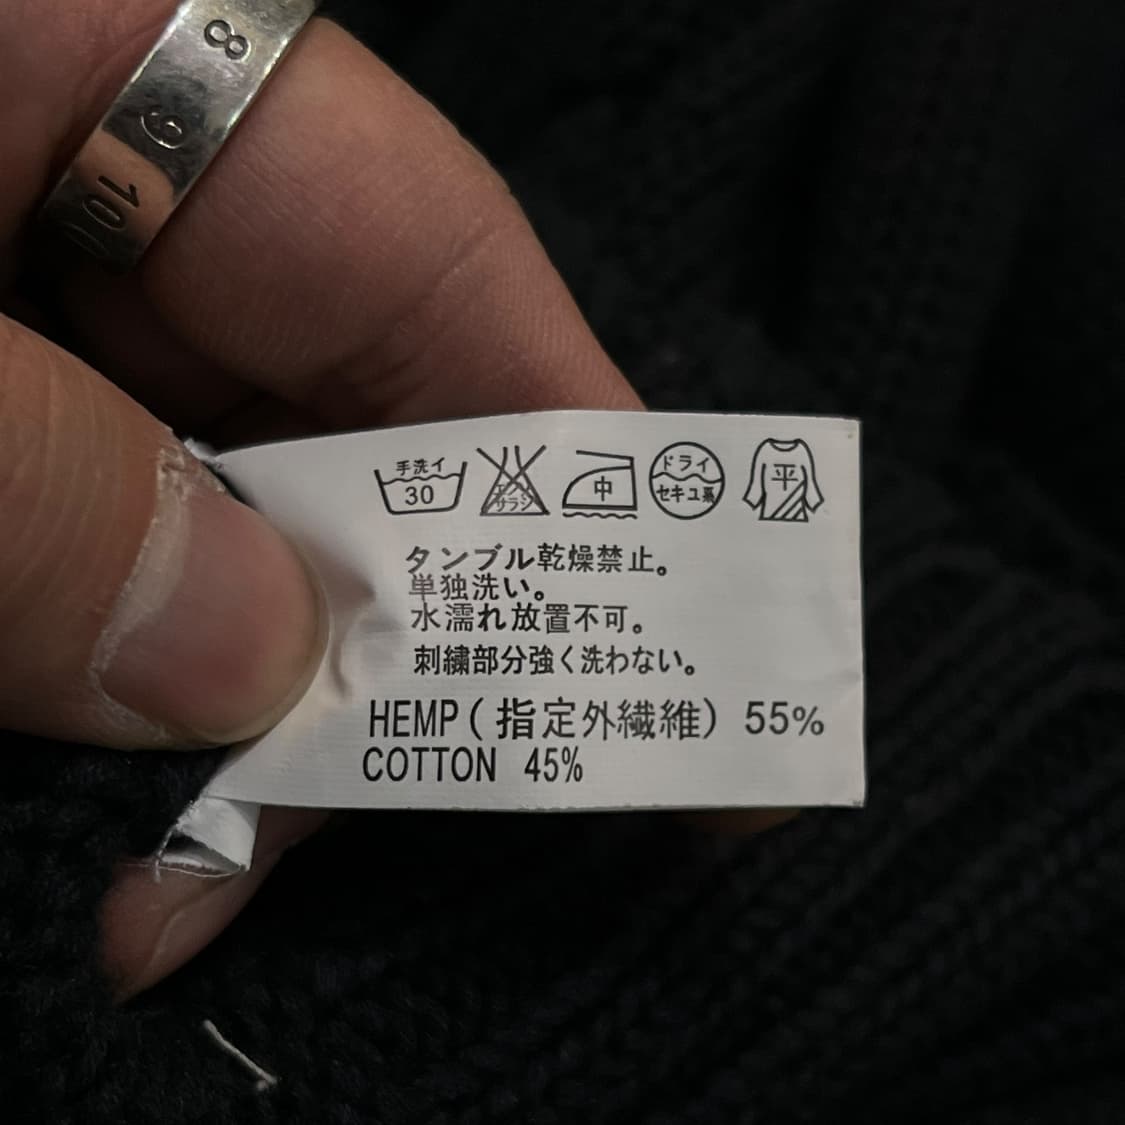 8
9
10
手洗イ
30
エンソ
サラシ
中
ドライ
セキユ系
平
タンブル乾燥禁止。
単独洗い。
水濡れ放置不可。
刺繍部分強く洗わない。
HEMP(指定外繊維) 55%
COTTON 45%